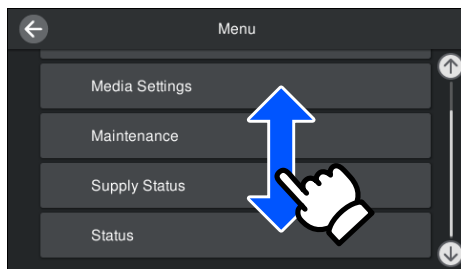 Menu
Media Settings
Maintenance
Supply Status
Status